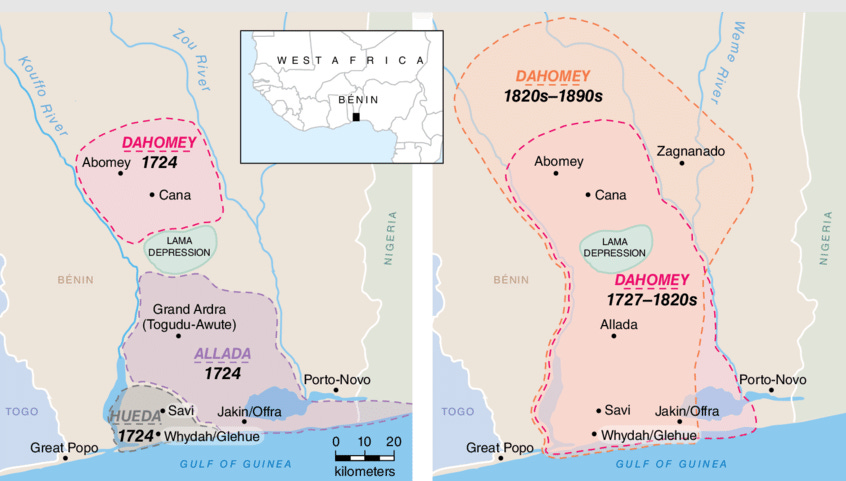 Kouffo River
Zou River
DAHOMEY
1724
Abomey
Cana
LAMA
DEPRESSION
BÉNIN
NIGERIA
Grand Ardra
(Togudu-Awute)
ALLADA
1724
Porto-Novo
HUEDA
1724
Savi
Jakin/Offra
Whydah/Glehue
TOGO
Great Popo
GULF OF GUINEA
0 10 20
kilometers
WEST AFRICA
BÉNIN
DAHOMEY
1820s–1890s
Weme River
Abomey
Zagnanado
Cana
LAMA
DEPRESSION
BÉNIN
NIGERIA
DAHOMEY
1727–1820s
Allada
Porto-Novo
Savi
Jakin/Offra
Whydah/Glehue
TOGO
Great Popo
GULF OF GUINEA